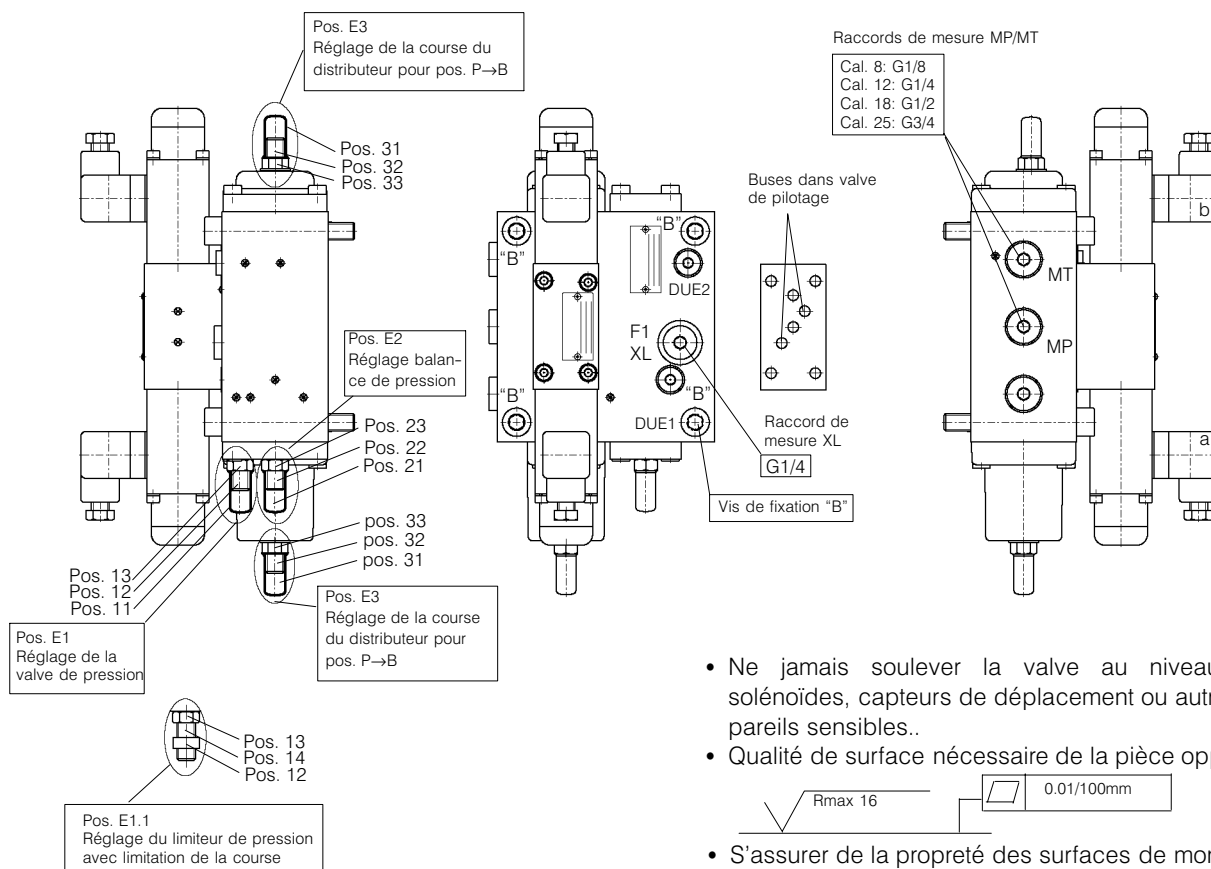 Pos. E3
Réglage de la course du
distributeur pour pos. P→B
Pos. 31
Pos. 32
Pos. 33
Raccords de mesure MP/MT
Cal. 8: G1/8
Cal. 12: G1/4
Cal. 18: G1/2
Cal. 25: G3/4
Buses dans valve
de pilotage
"B"
"B"
DUE2
F1
XL
"B"
"B"
DUE1
Raccord de
mesure XL
G1/4
Vis de fixation "B"
MT
MP
b
a
Pos. E2
Réglage balan-
ce de pression
Pos. 23
Pos. 22
Pos. 21
pos. 33
pos. 32
pos. 31
Pos. 13
Pos. 12
Pos. 11
Pos. E1
Réglage de la
valve de pression
Pos. E3
Réglage de la course
du distributeur pour
pos. P→B
Pos. 13
Pos. 14
Pos. 12
Pos. E1.1
Réglage du limiteur de pression
avec limitation de la course
• Ne jamais soulever la valve au niveau
solénoïdes, capteurs de déplacement ou autr
pareils sensibles..
• Qualité de surface nécessaire de la pièce opp
Rmax 16
0.01/100mm
• S'assurer de la propreté des surfaces de mon